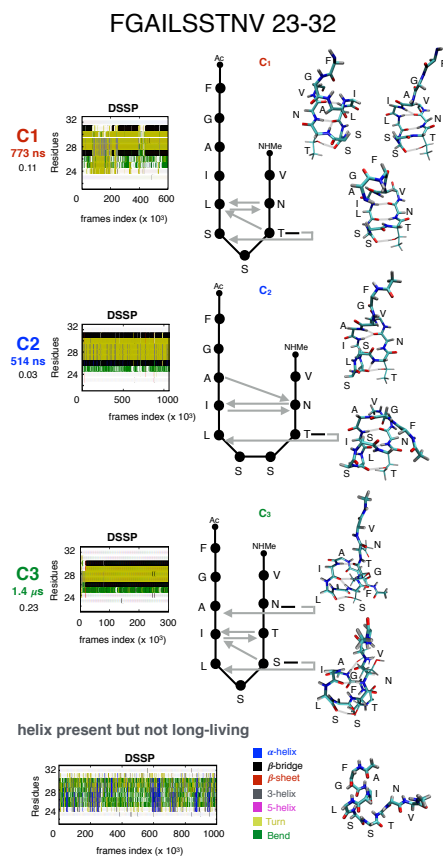 FGAILSSTNV 23-32
C1
773 ns
0.11
DSSP
Residues
32
28
24
200
400
600
frames index (x 10³)
C₁
Ac
F
G
A
I
L
S
S
NHMe
V
N
T
F
G
V
A
I
N
L
S
T
S
F
G
A
V
I
N
L
T
S
S
F
G
A
V
I
N
L
T
S
S
C2
514 ns
0.03
DSSP
Residues
32
28
24
0
500
1000
frames index (x 10³)
C₂
Ac
F
G
A
I
L
S
S
NHMe
V
N
T
F
G
V
A
N
I
S
L
S
T
V
G
A
F
I
S
N
L
S
T
C3
1.4 µs
0.23
DSSP
Residues
32
28
24
0
100
200
300
frames index (x 10³)
C₃
Ac
F
G
A
I
L
S
NHMe
V
N
T
S
V
N
A
I
T
G
F
L
S
S
V
A
N
I
G
F
T
L
S
S
helix present but not long-living
DSSP
Residues
32
28
24
0
200
400
600
800
1000
frames index (x 10³)
α-helix
β-bridge
β-sheet
3-helix
5-helix
Turn
Bend
F
A
G
I
N
V
L
S
S
T